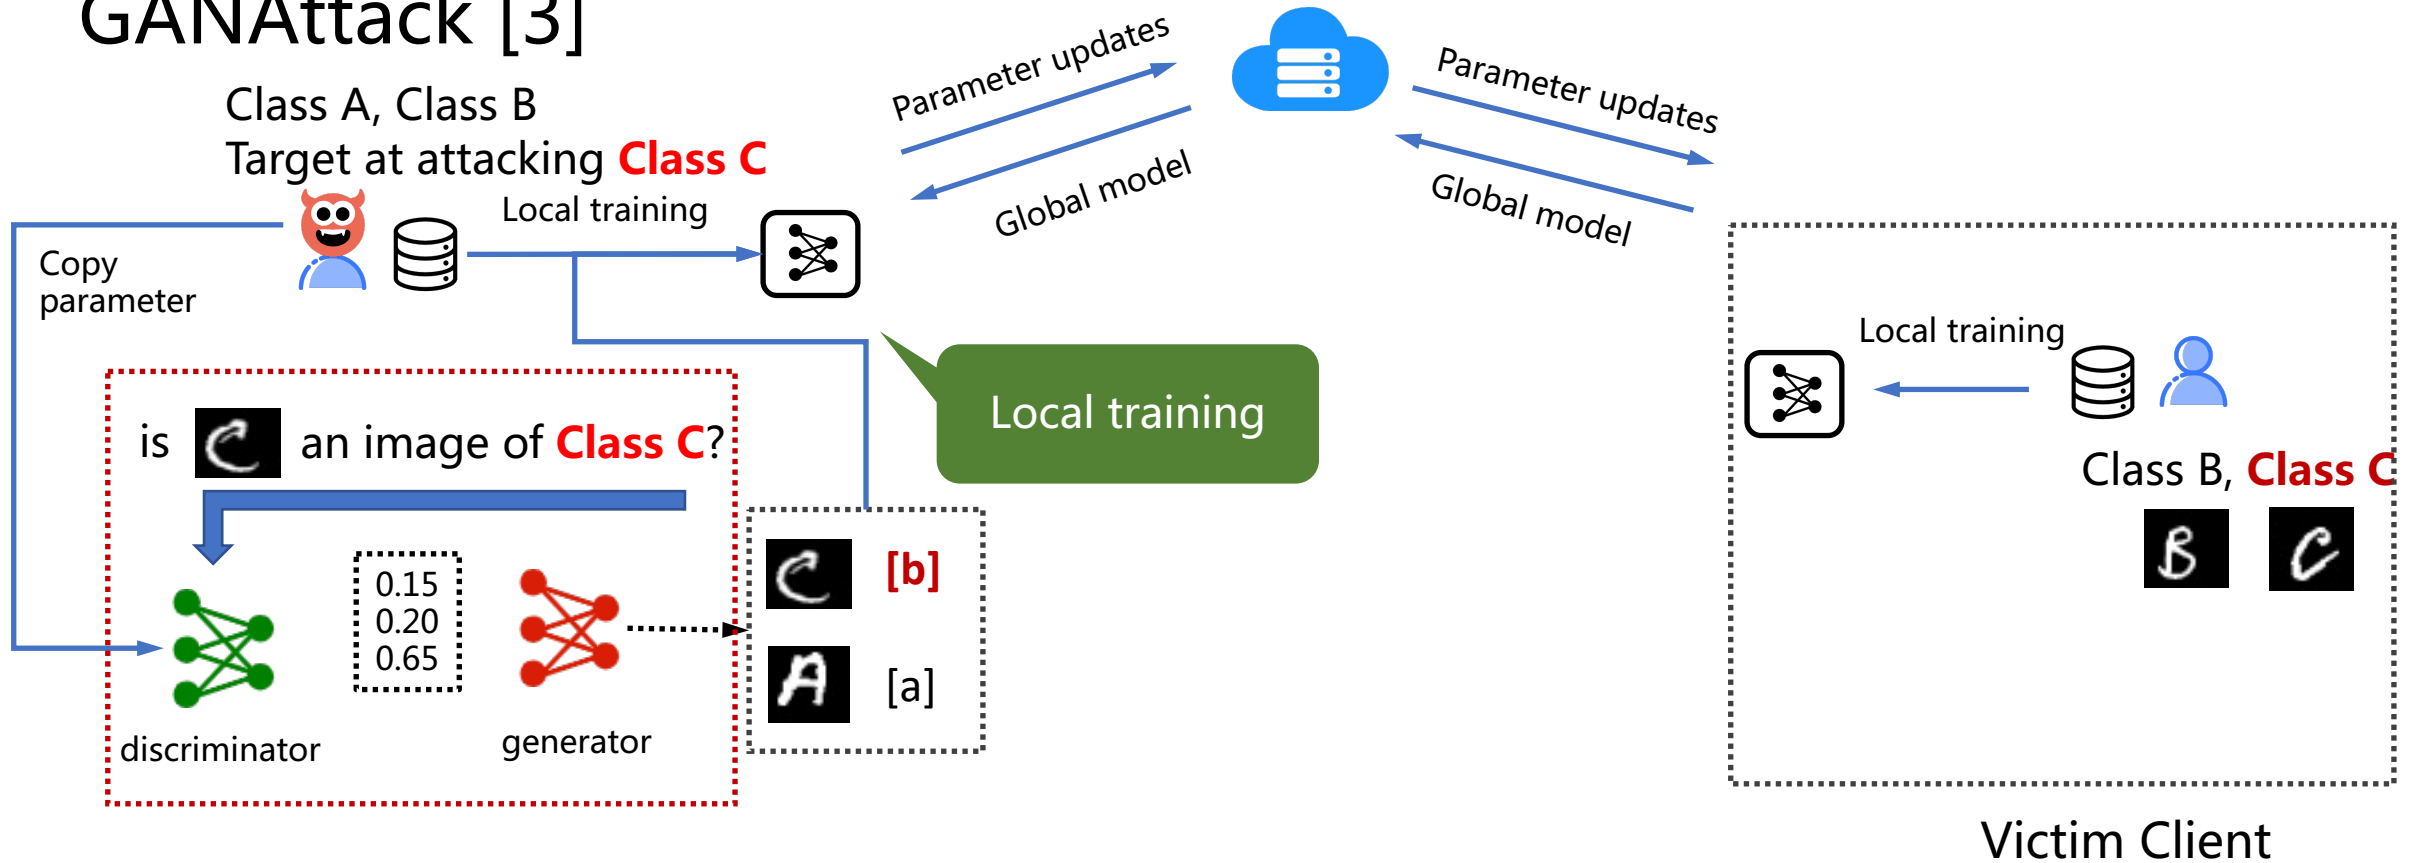 GANAttack [3]
Class A, Class B
Target at attacking Class C
Parameter updates
Global model
Parameter updates
Global model
Local training
Copy
parameter
Local training
is C an image of Class C?
0.15
0.20
0.65
discriminator
generator
C [b]
A [a]
Local training
Class B, Class C
B C
Victim Client